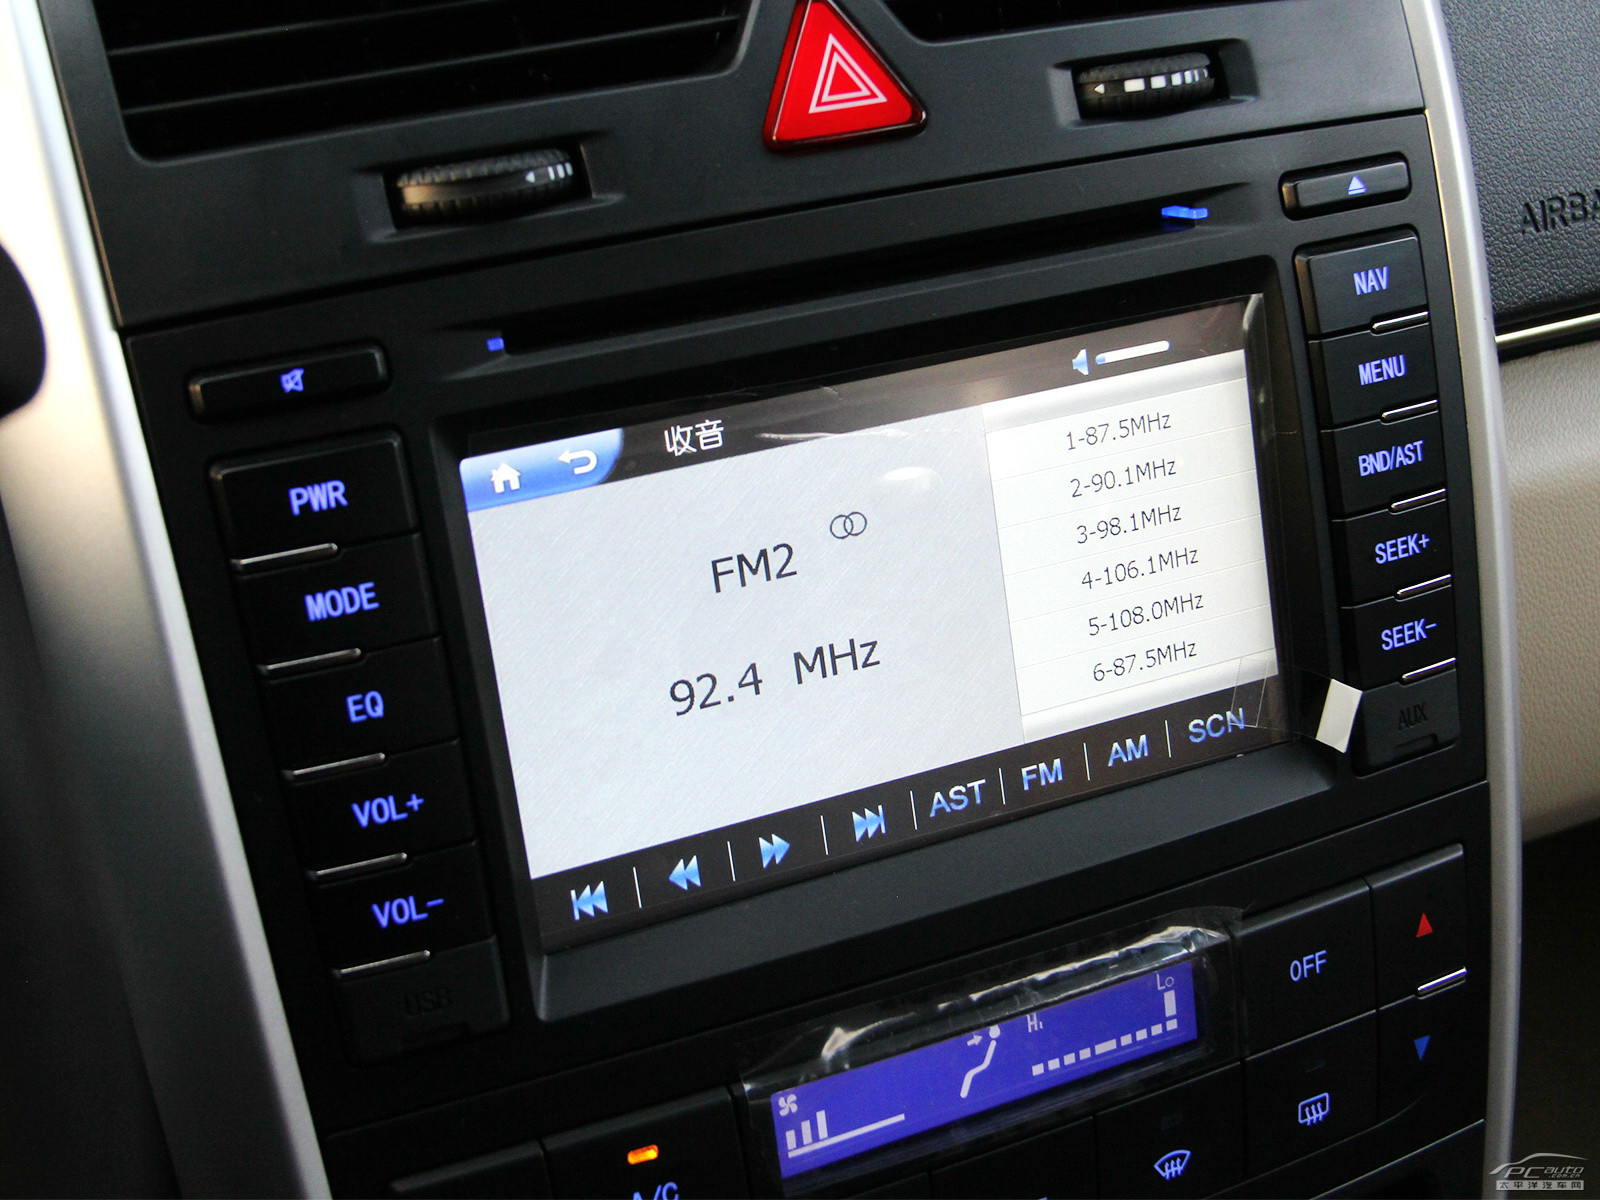 AIRBA
NAV
MENU
BND/AST
SEEK+
SEEK-
AUX
PWR
MODE
EQ
VOL+
VOL-
USB
收音
FM2
92.4 MHz
1-87.5MHz
2-90.1MHz
3-98.1MHz
4-106.1MHz
5-108.0MHz
6-87.5MHz
AST
FM
AM
SCN
OFF
Hi
Lo
A/C
PCauto
.com.cn
太平洋汽车网